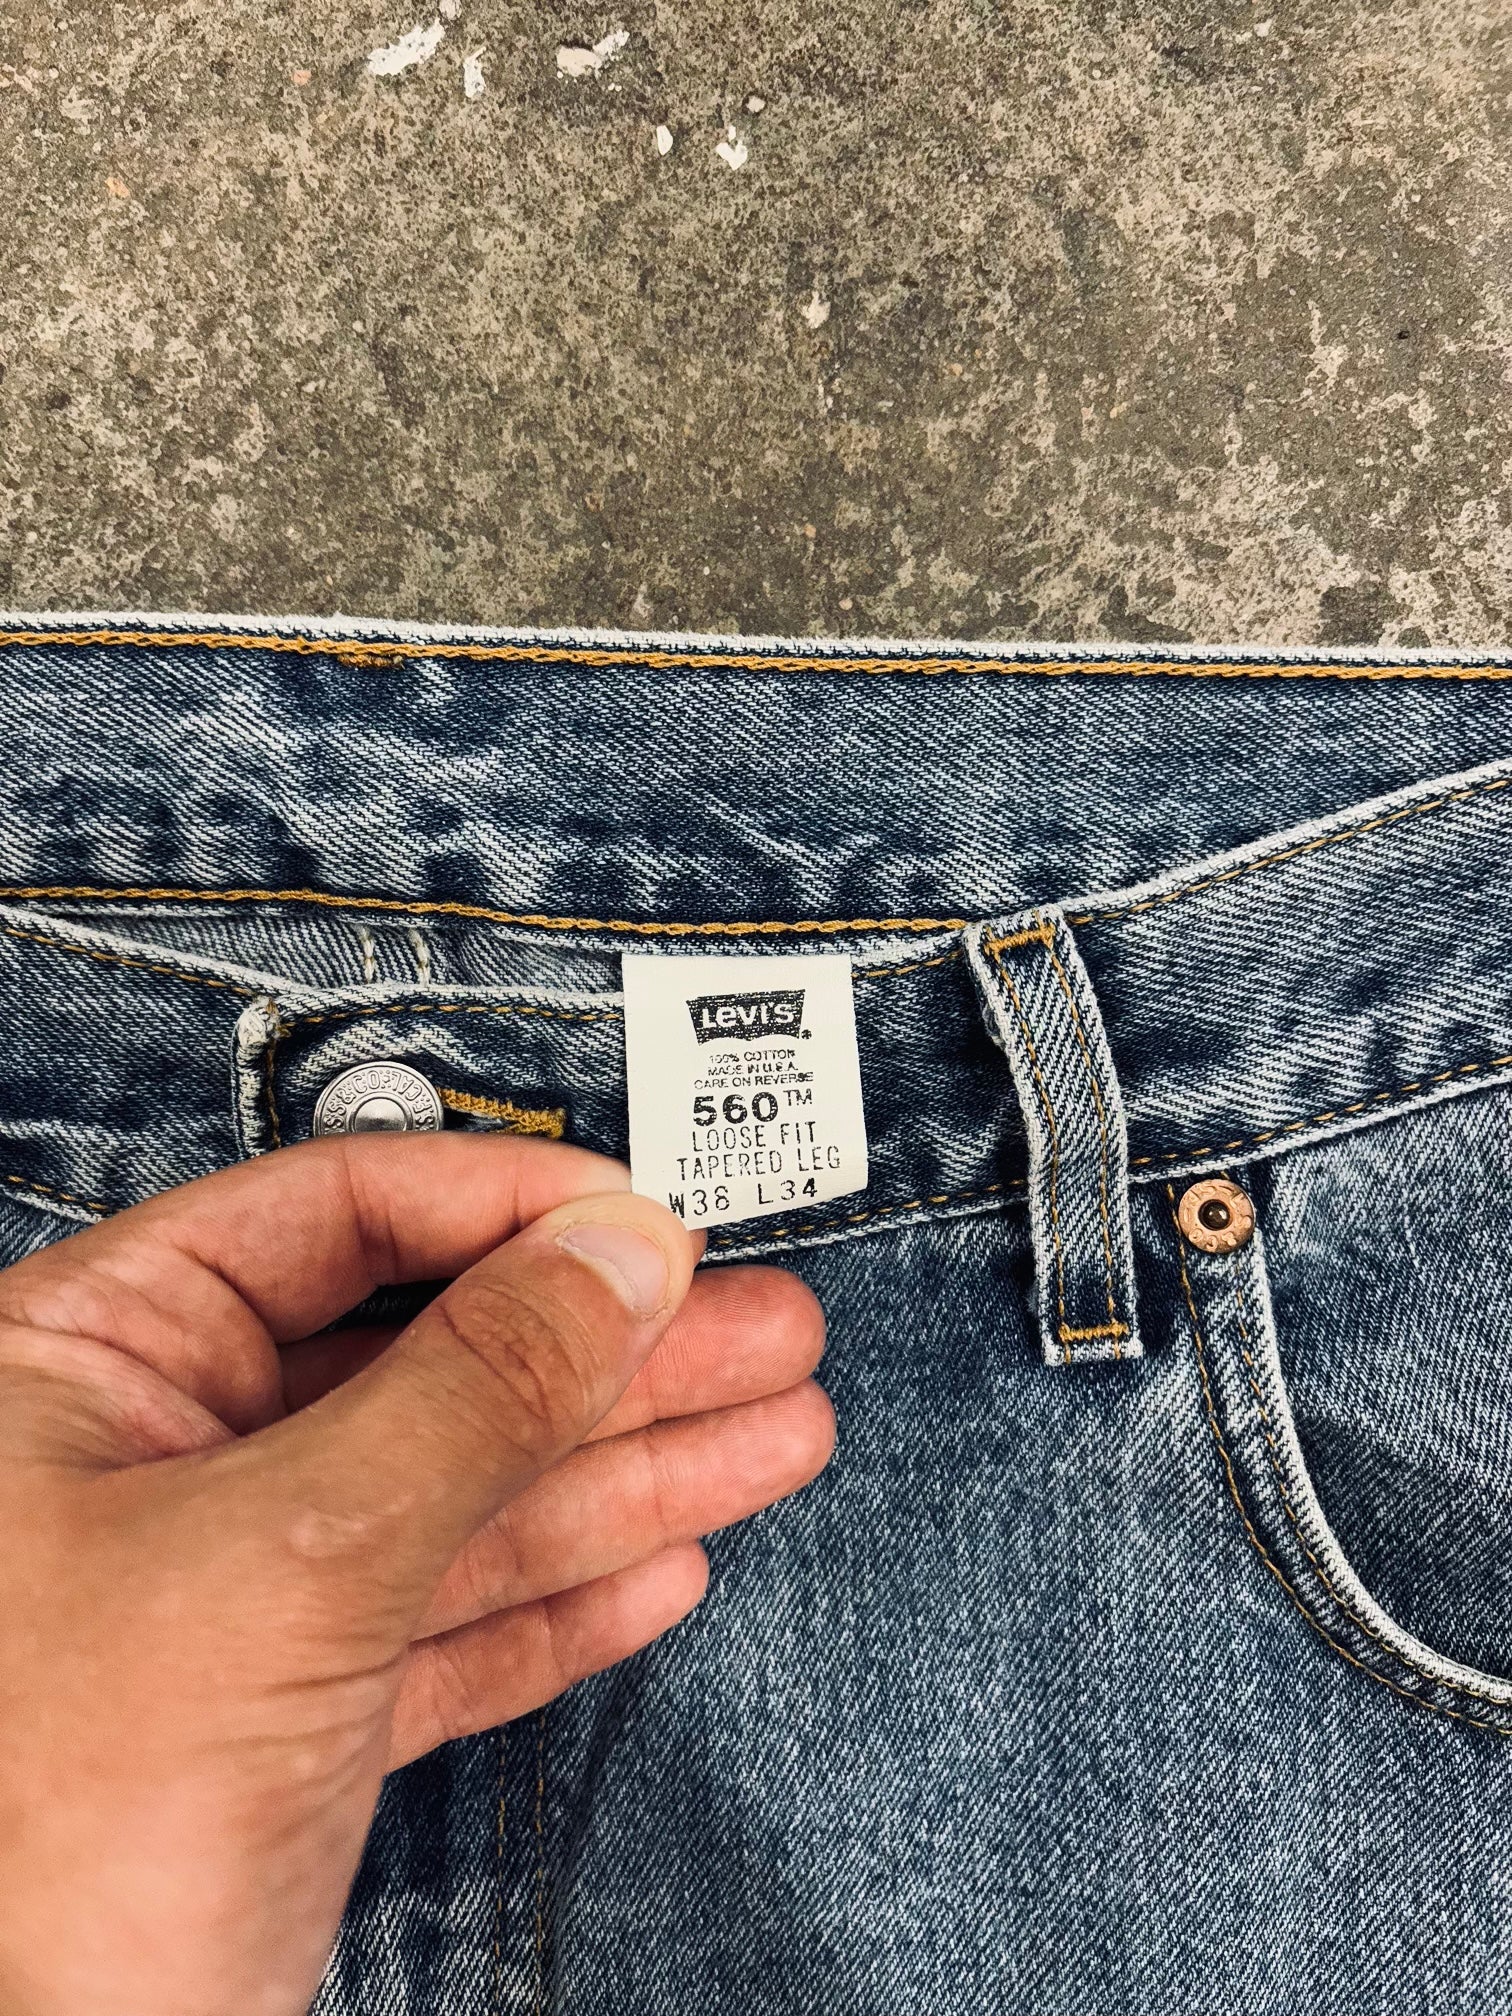 Levi's
®
100% COTTON
MADE IN U.S.A.
CARE ON REVERSE
560™
LOOSE FIT
TAPERED LEG
W38 L34